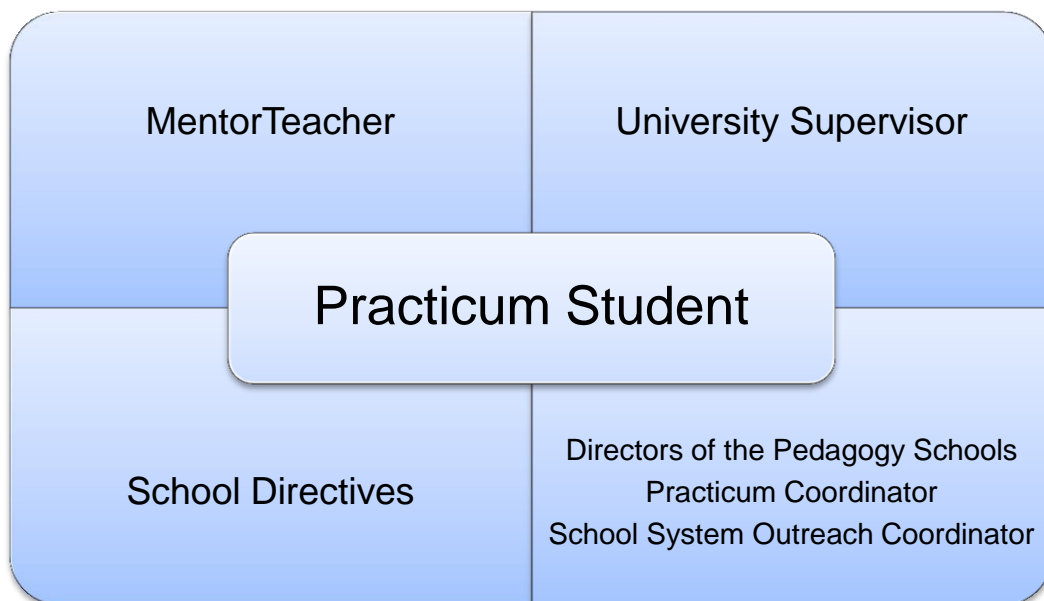 MentorTeacher
University Supervisor
Practicum Student
School Directives
Directors of the Pedagogy Schools
Practicum Coordinator
School System Outreach Coordinator